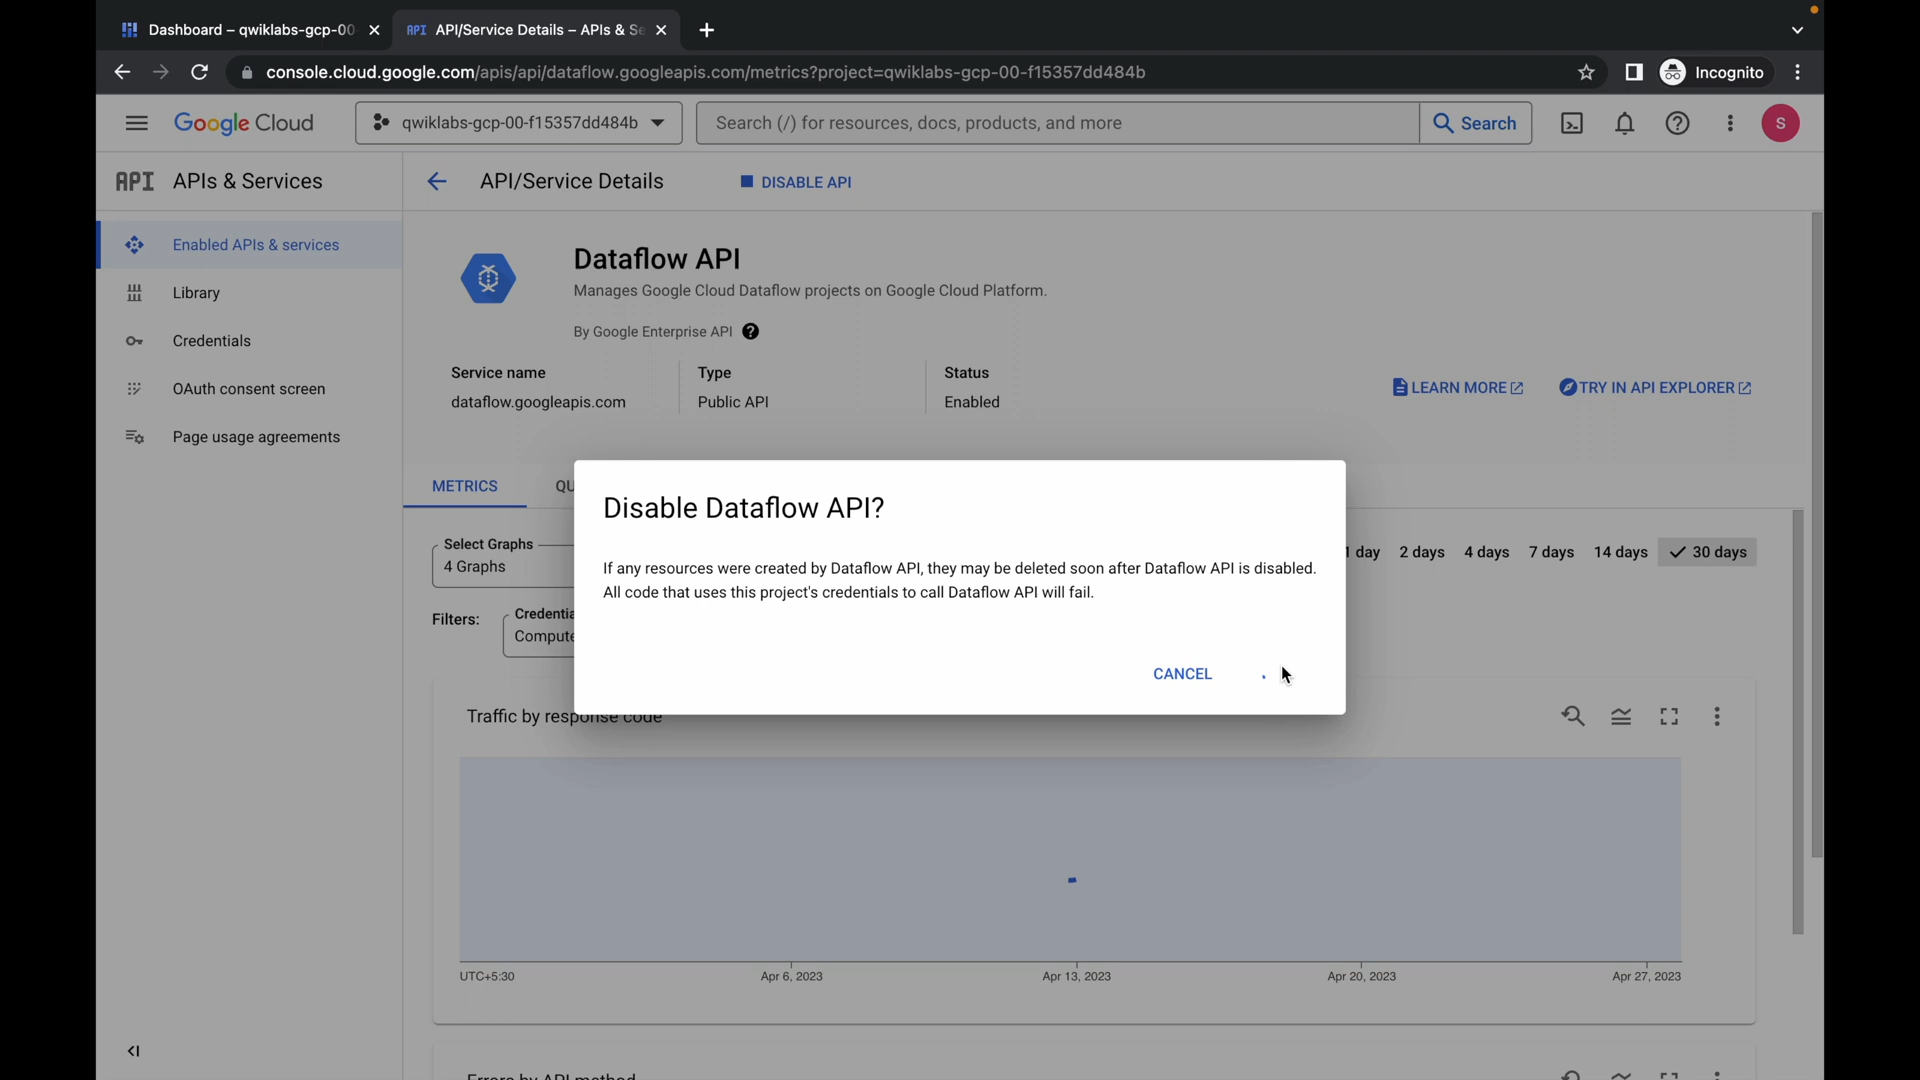 Dashboard – qwiklabs-gcp-00
API API/Service Details – APIs & Se
console.cloud.google.com/apis/api/dataflow.googleapis.com/metrics?project=qwiklabs-gcp-00-f15357dd484b
Incognito
Google Cloud
qwiklabs-gcp-00-f15357dd484b
Search (/) for resources, docs, products, and more
Search
S
API APIs & Services
API/Service Details
DISABLE API
Enabled APIs & services
Library
Credentials
OAuth consent screen
Page usage agreements
Dataflow API
Manages Google Cloud Dataflow projects on Google Cloud Platform.
By Google Enterprise API
Service name
dataflow.googleapis.com
Type
Public API
Status
Enabled
LEARN MORE
TRY IN API EXPLORER
METRICS
QU
Disable Dataflow API?
If any resources were created by Dataflow API, they may be deleted soon after Dataflow API is disabled.
All code that uses this project's credentials to call Dataflow API will fail.
CANCEL
Select Graphs
4 Graphs
1 day 2 days 4 days 7 days 14 days 30 days
Filters:
Credentia
Compute
Traffic by response code
UTC+5:30 Apr 6, 2023 Apr 13, 2023 Apr 20, 2023 Apr 27, 2023
Errors by API method